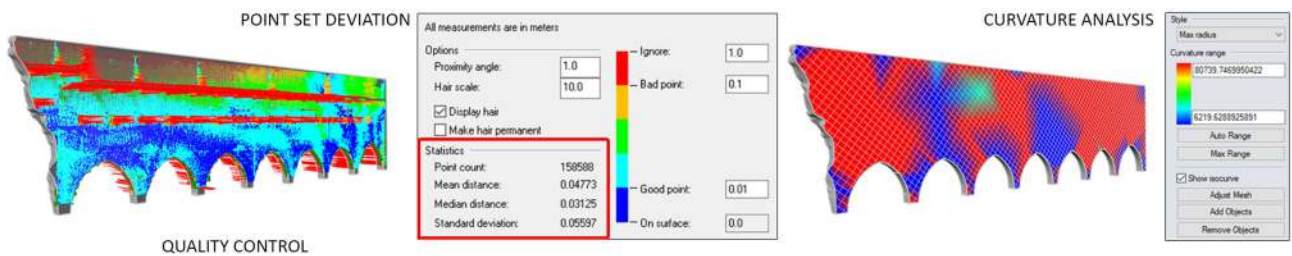 POINT SET DEVIATION
QUALITY CONTROL
All measurements are in meters
Options
Proximity angle: 1.0
Hair scale: 10.0
Display hair
Make hair permanent
Statistics
Point count: 158588
Mean distance: 0.04773
Median distance: 0.03125
Standard deviation: 0.05597
Ignore: 1.0
Bad point: 0.1
Good point: 0.01
On surface: 0.0
CURVATURE ANALYSIS
Style
Max radius
Curvature range
80739.7469950422
6219.6288925891
Auto Range
Max Range
Show isocurve
Adjust Mesh
Add Objects
Remove Objects